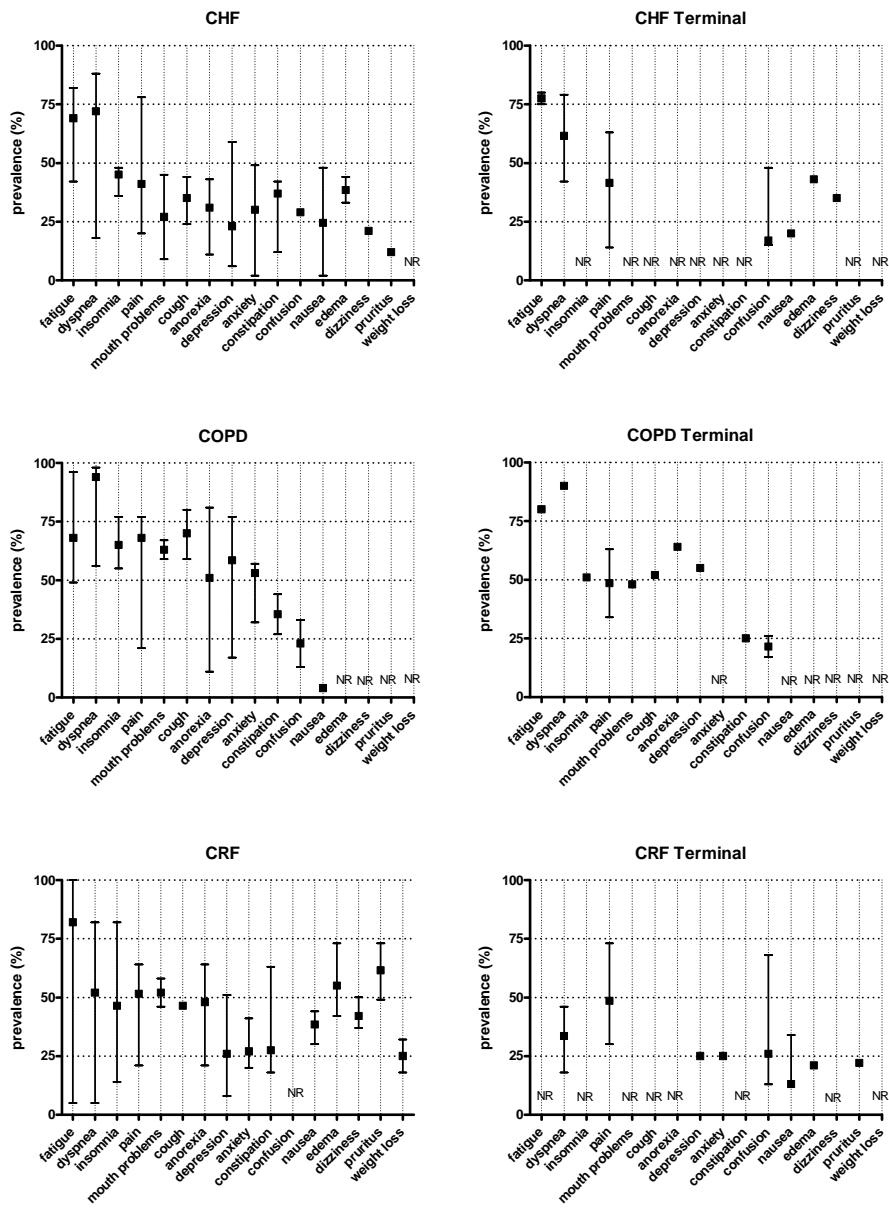 CHF
CHF Terminal
prevalence (%)
100
75
50
25
0
NR
fatigue
dyspnea
insomnia
pain
mouth problems
cough
anorexia
depression
anxiety
constipation
confusion
nausea
edema
dizziness
pruritus
weight loss
prevalence (%)
100
75
50
25
0
NR
NR
NR
NR
NR
NR
NR
NR
NR
fatigue
dyspnea
insomnia
pain
mouth problems
cough
anorexia
depression
anxiety
constipation
confusion
nausea
edema
dizziness
pruritus
weight loss
COPD
COPD Terminal
prevalence (%)
100
75
50
25
0
NR
NR
NR
NR
fatigue
dyspnea
insomnia
pain
mouth problems
cough
anorexia
depression
anxiety
constipation
confusion
nausea
edema
dizziness
pruritus
weight loss
prevalence (%)
100
75
50
25
0
NR
NR
NR
NR
NR
NR
fatigue
dyspnea
insomnia
pain
mouth problems
cough
anorexia
depression
anxiety
constipation
confusion
nausea
edema
dizziness
pruritus
weight loss
CRF
CRF Terminal
prevalence (%)
100
75
50
25
0
NR
fatigue
dyspnea
insomnia
pain
mouth problems
cough
anorexia
depression
anxiety
constipation
confusion
nausea
edema
dizziness
pruritus
weight loss
prevalence (%)
100
75
50
25
0
NR
NR
NR
NR
NR
NR
NR
NR
fatigue
dyspnea
insomnia
pain
mouth problems
cough
anorexia
depression
anxiety
constipation
confusion
nausea
edema
dizziness
pruritus
weight loss